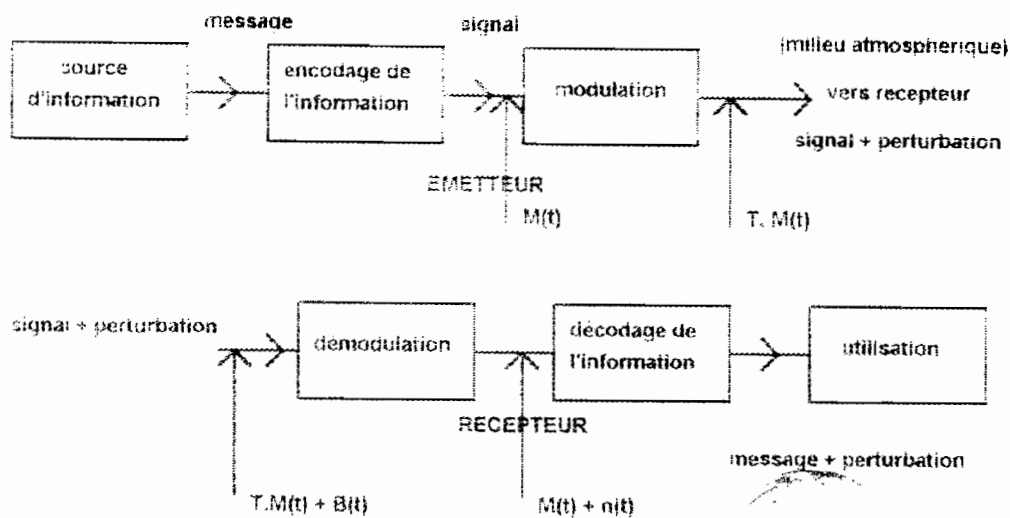 message
signal
source
d'information
encodage de
l'information
modulation
(milieu atmospherique)
vers recepteur
signal + perturbation
EMETTEUR
M(t)
T. M(t)
signal + perturbation
démodulation
décodage de
l'information
utilisation
RECEPTEUR
message + perturbation
T.M(t) + B(t)
M(t) + n(t)